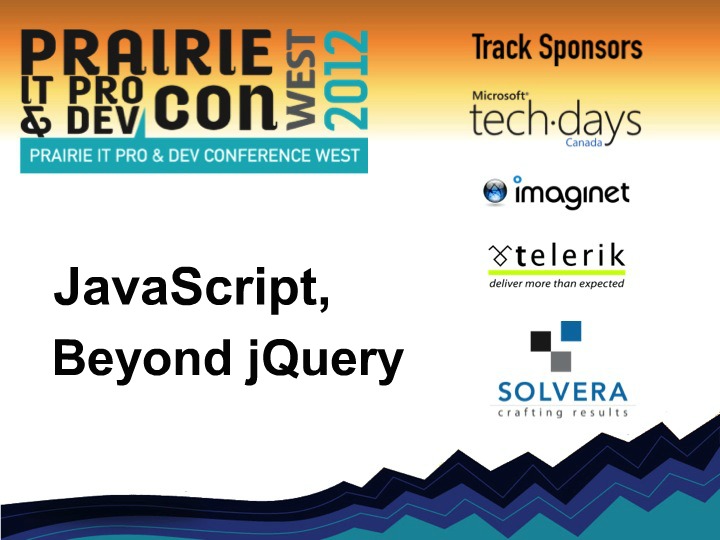 PRAIRIE
IT PRO
& DEV
CON
WEST
2012
PRAIRIE IT PRO & DEV CONFERENCE WEST
Track Sponsors
Microsoft®
tech·days
Canada
imaginet
telerik
deliver more than expected
SOLVERA
crafting results
JavaScript,
Beyond jQuery